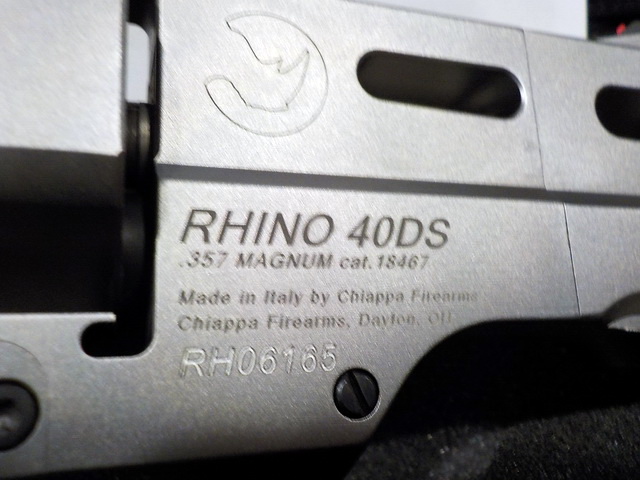 RHINO 40DS
.357 MAGNUM cat.18467
Made in Italy by Chiappa Firearms
Chiappa Firearms, Dayton, OH
RH06165